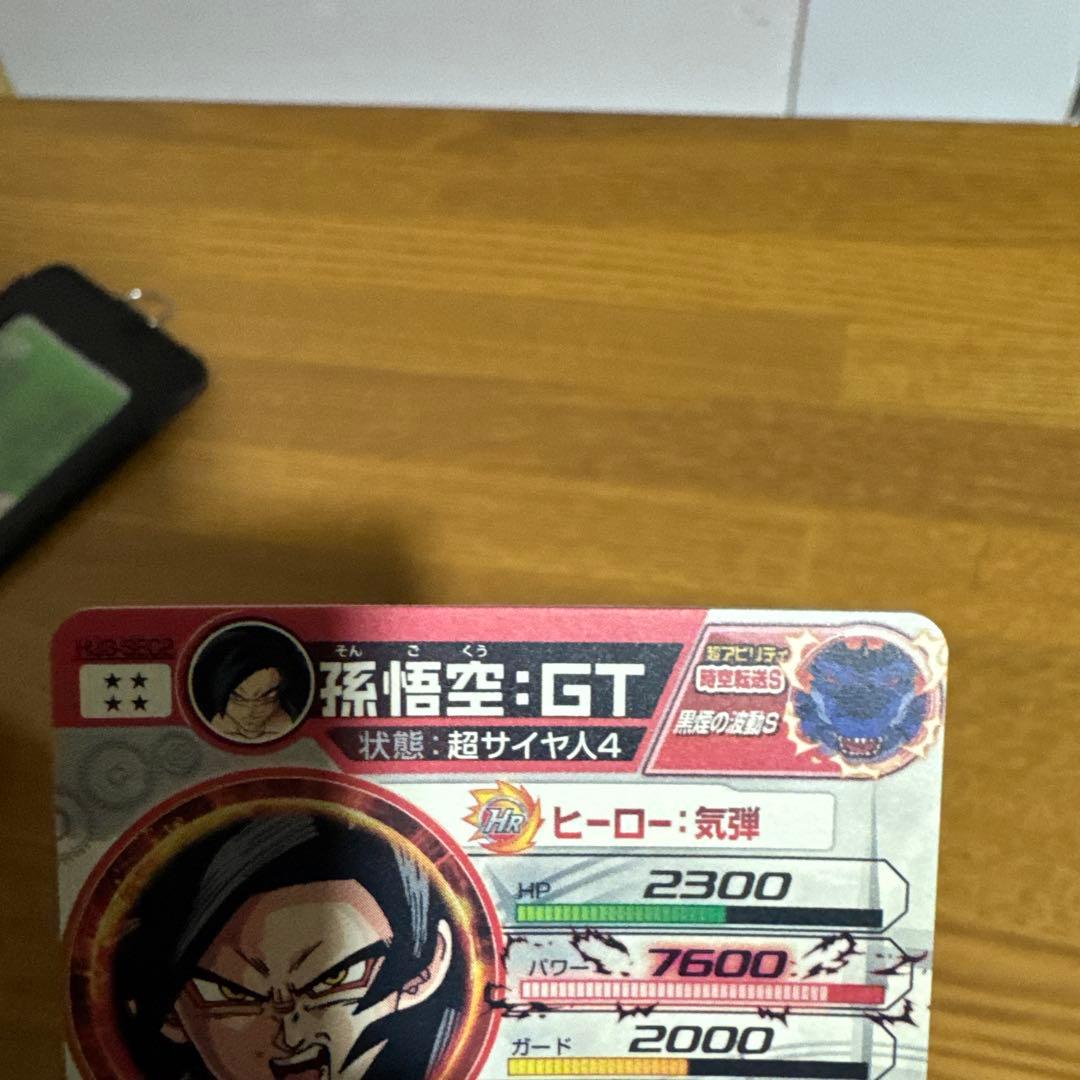 HJ8-SEC2
★★
★★
そん ご くう
孫悟空:GT
状態:超サイヤ人4
超アビリティ
時空転送S
黒煙の波動S
HR ヒーロー:気弾
HP 2300
パワー 7600
ガード 2000